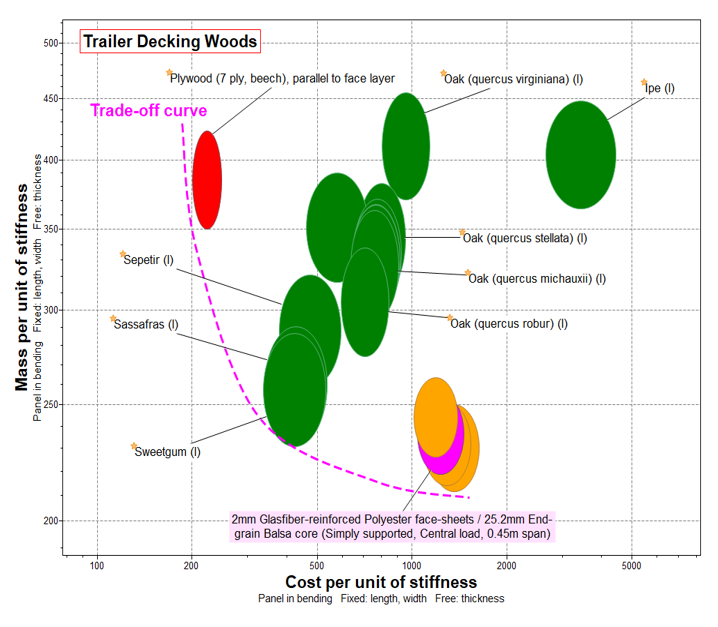 Trailer Decking Woods
Plywood (7 ply, beech), parallel to face layer
Oak (quercus virginiana) (l)
Ipe (l)
Trade-off curve
Oak (quercus stellata) (l)
Sepetir (l)
Oak (quercus michauxii) (l)
Sassafras (l)
Oak (quercus robur) (l)
Sweetgum (l)
2mm Glasfiber-reinforced Polyester face-sheets / 25.2mm End-
grain Balsa core (Simply supported, Central load, 0.45m span)
Mass per unit of stiffness
Panel in bending Fixed: length, width Free: thickness
500
450
400
350
300
250
200
100
200
500
1000
2000
5000
Cost per unit of stiffness
Panel in bending Fixed: length, width Free: thickness